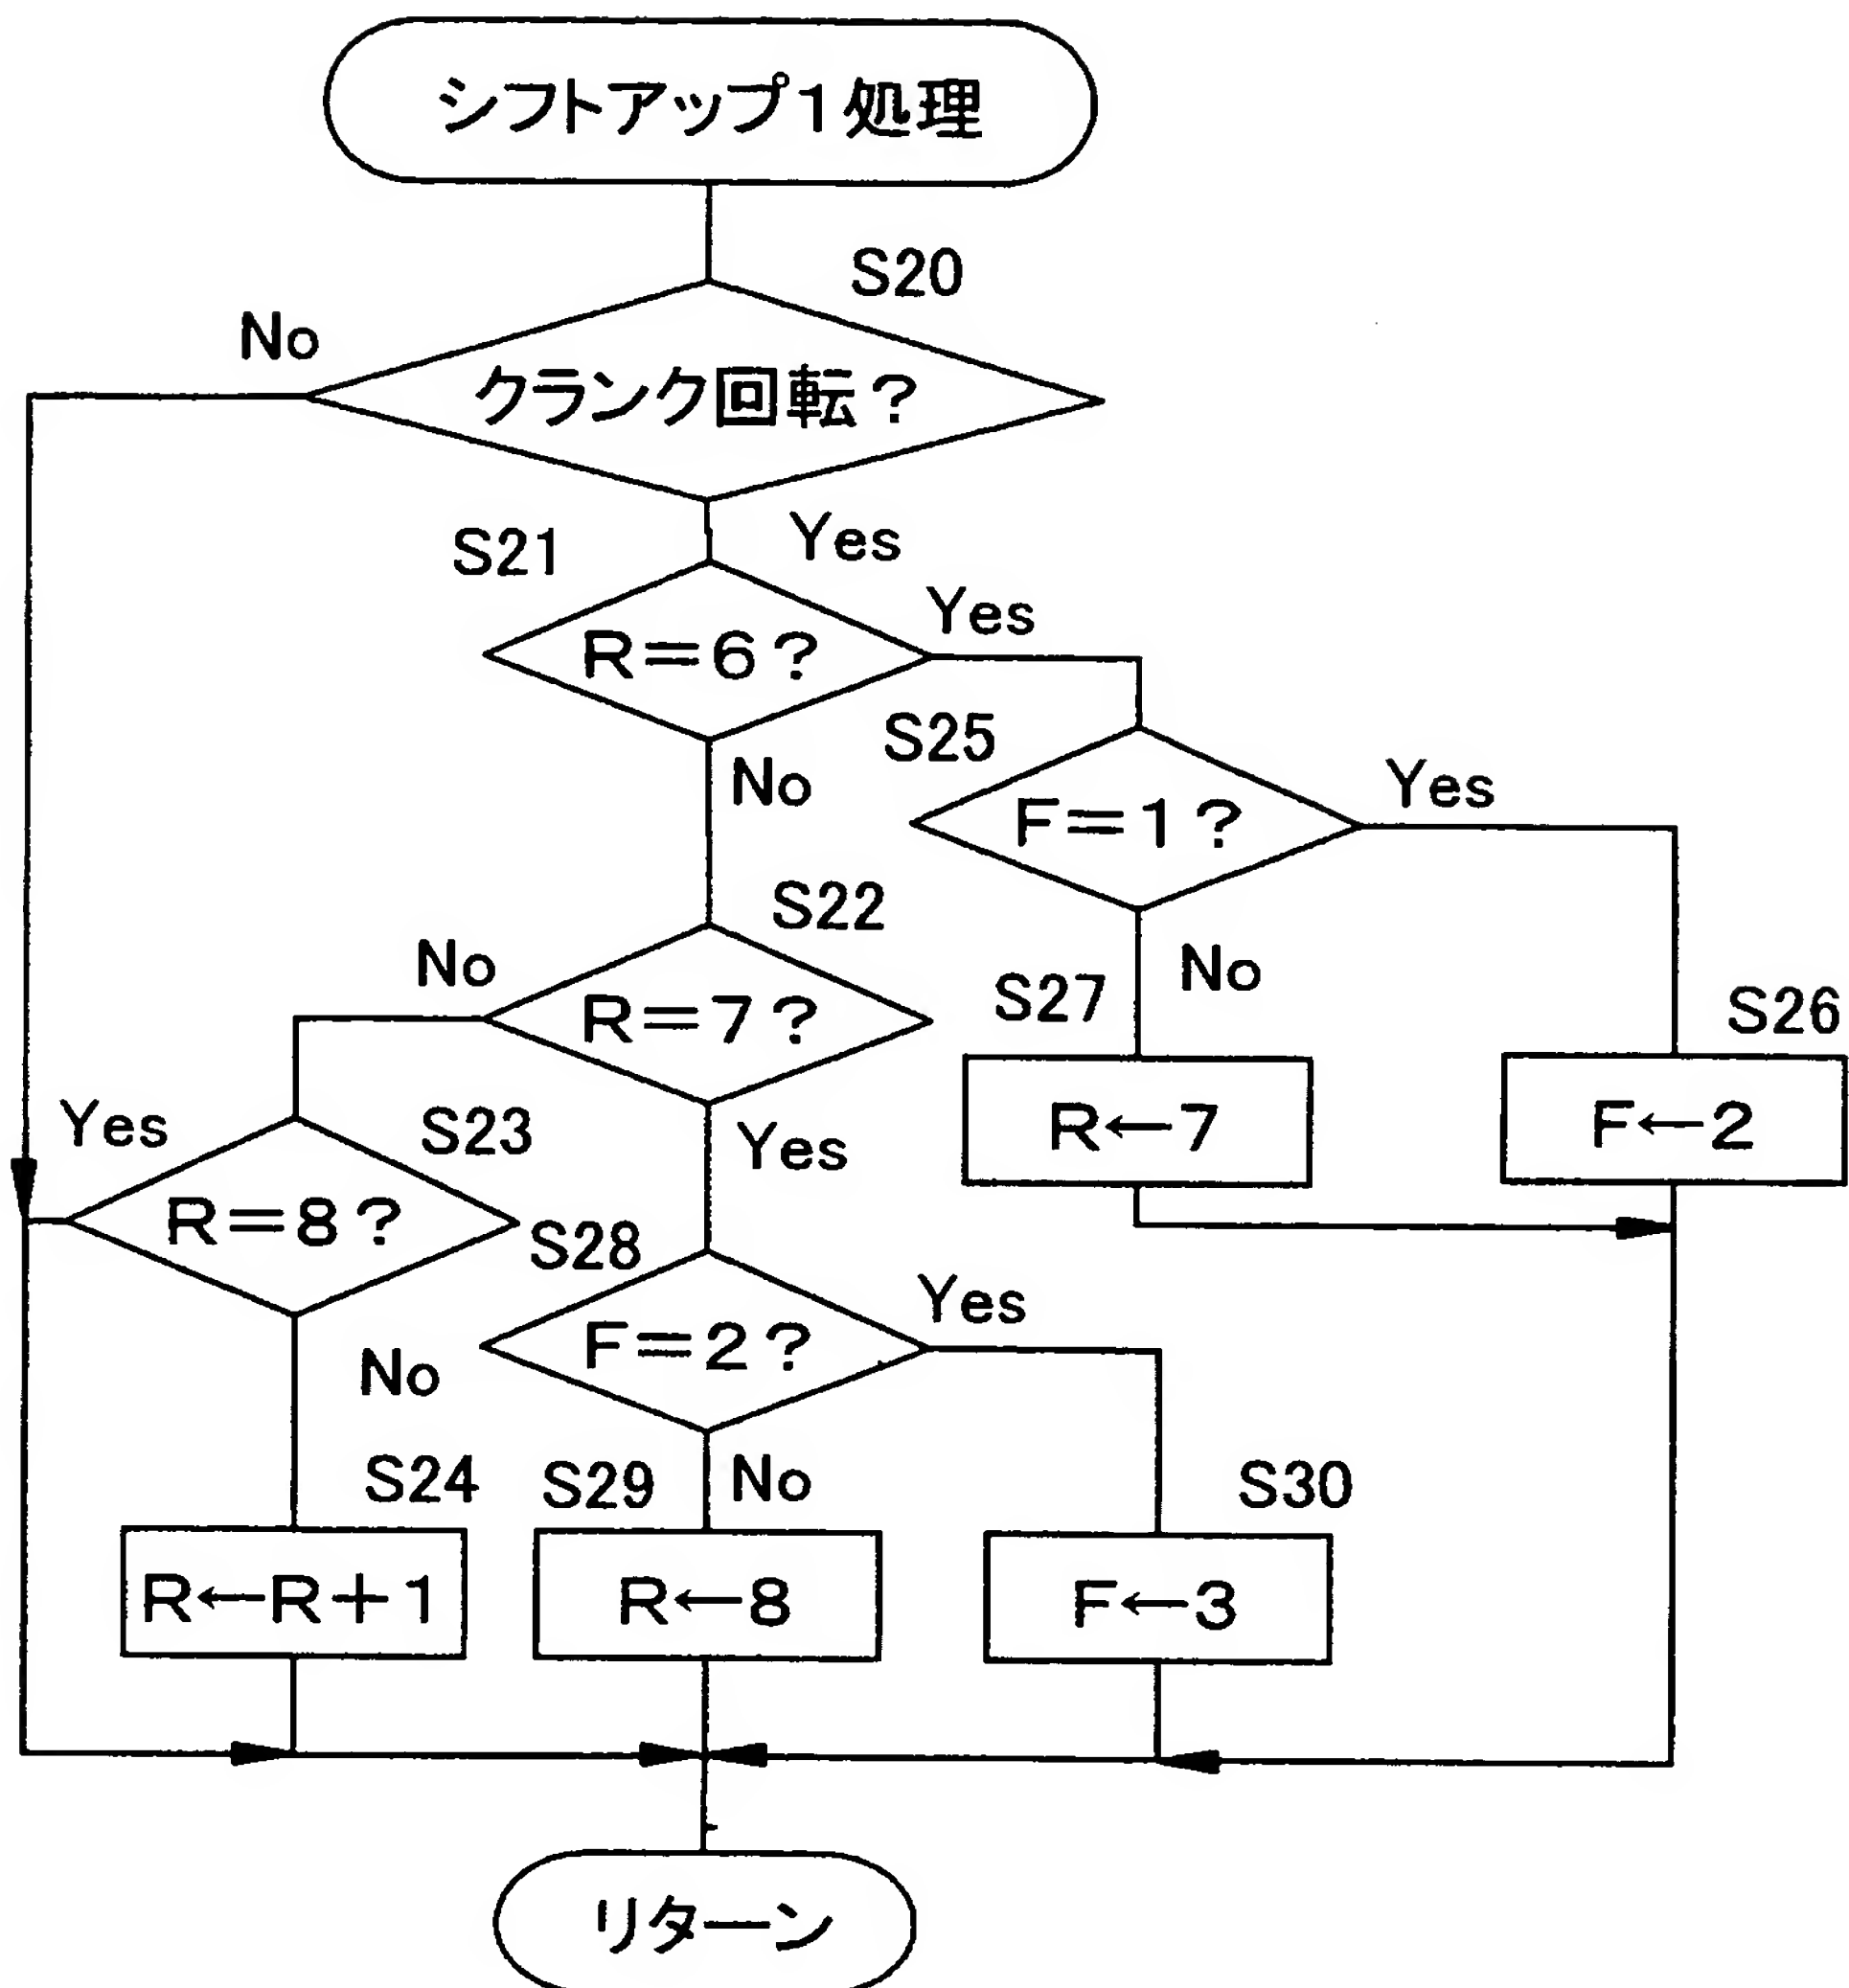 シフトアップ1処理
S20
No
クランク回転?
S21
Yes
Yes
R=6?
S25
No
Yes
F=1?
S22
No
No
S27
S26
R=7?
Yes
S23
Yes
R←7
F←2
R=8?
S28
Yes
F=2?
No
S24
S29
No
S30
R←R+1
R←8
F←3
リターン